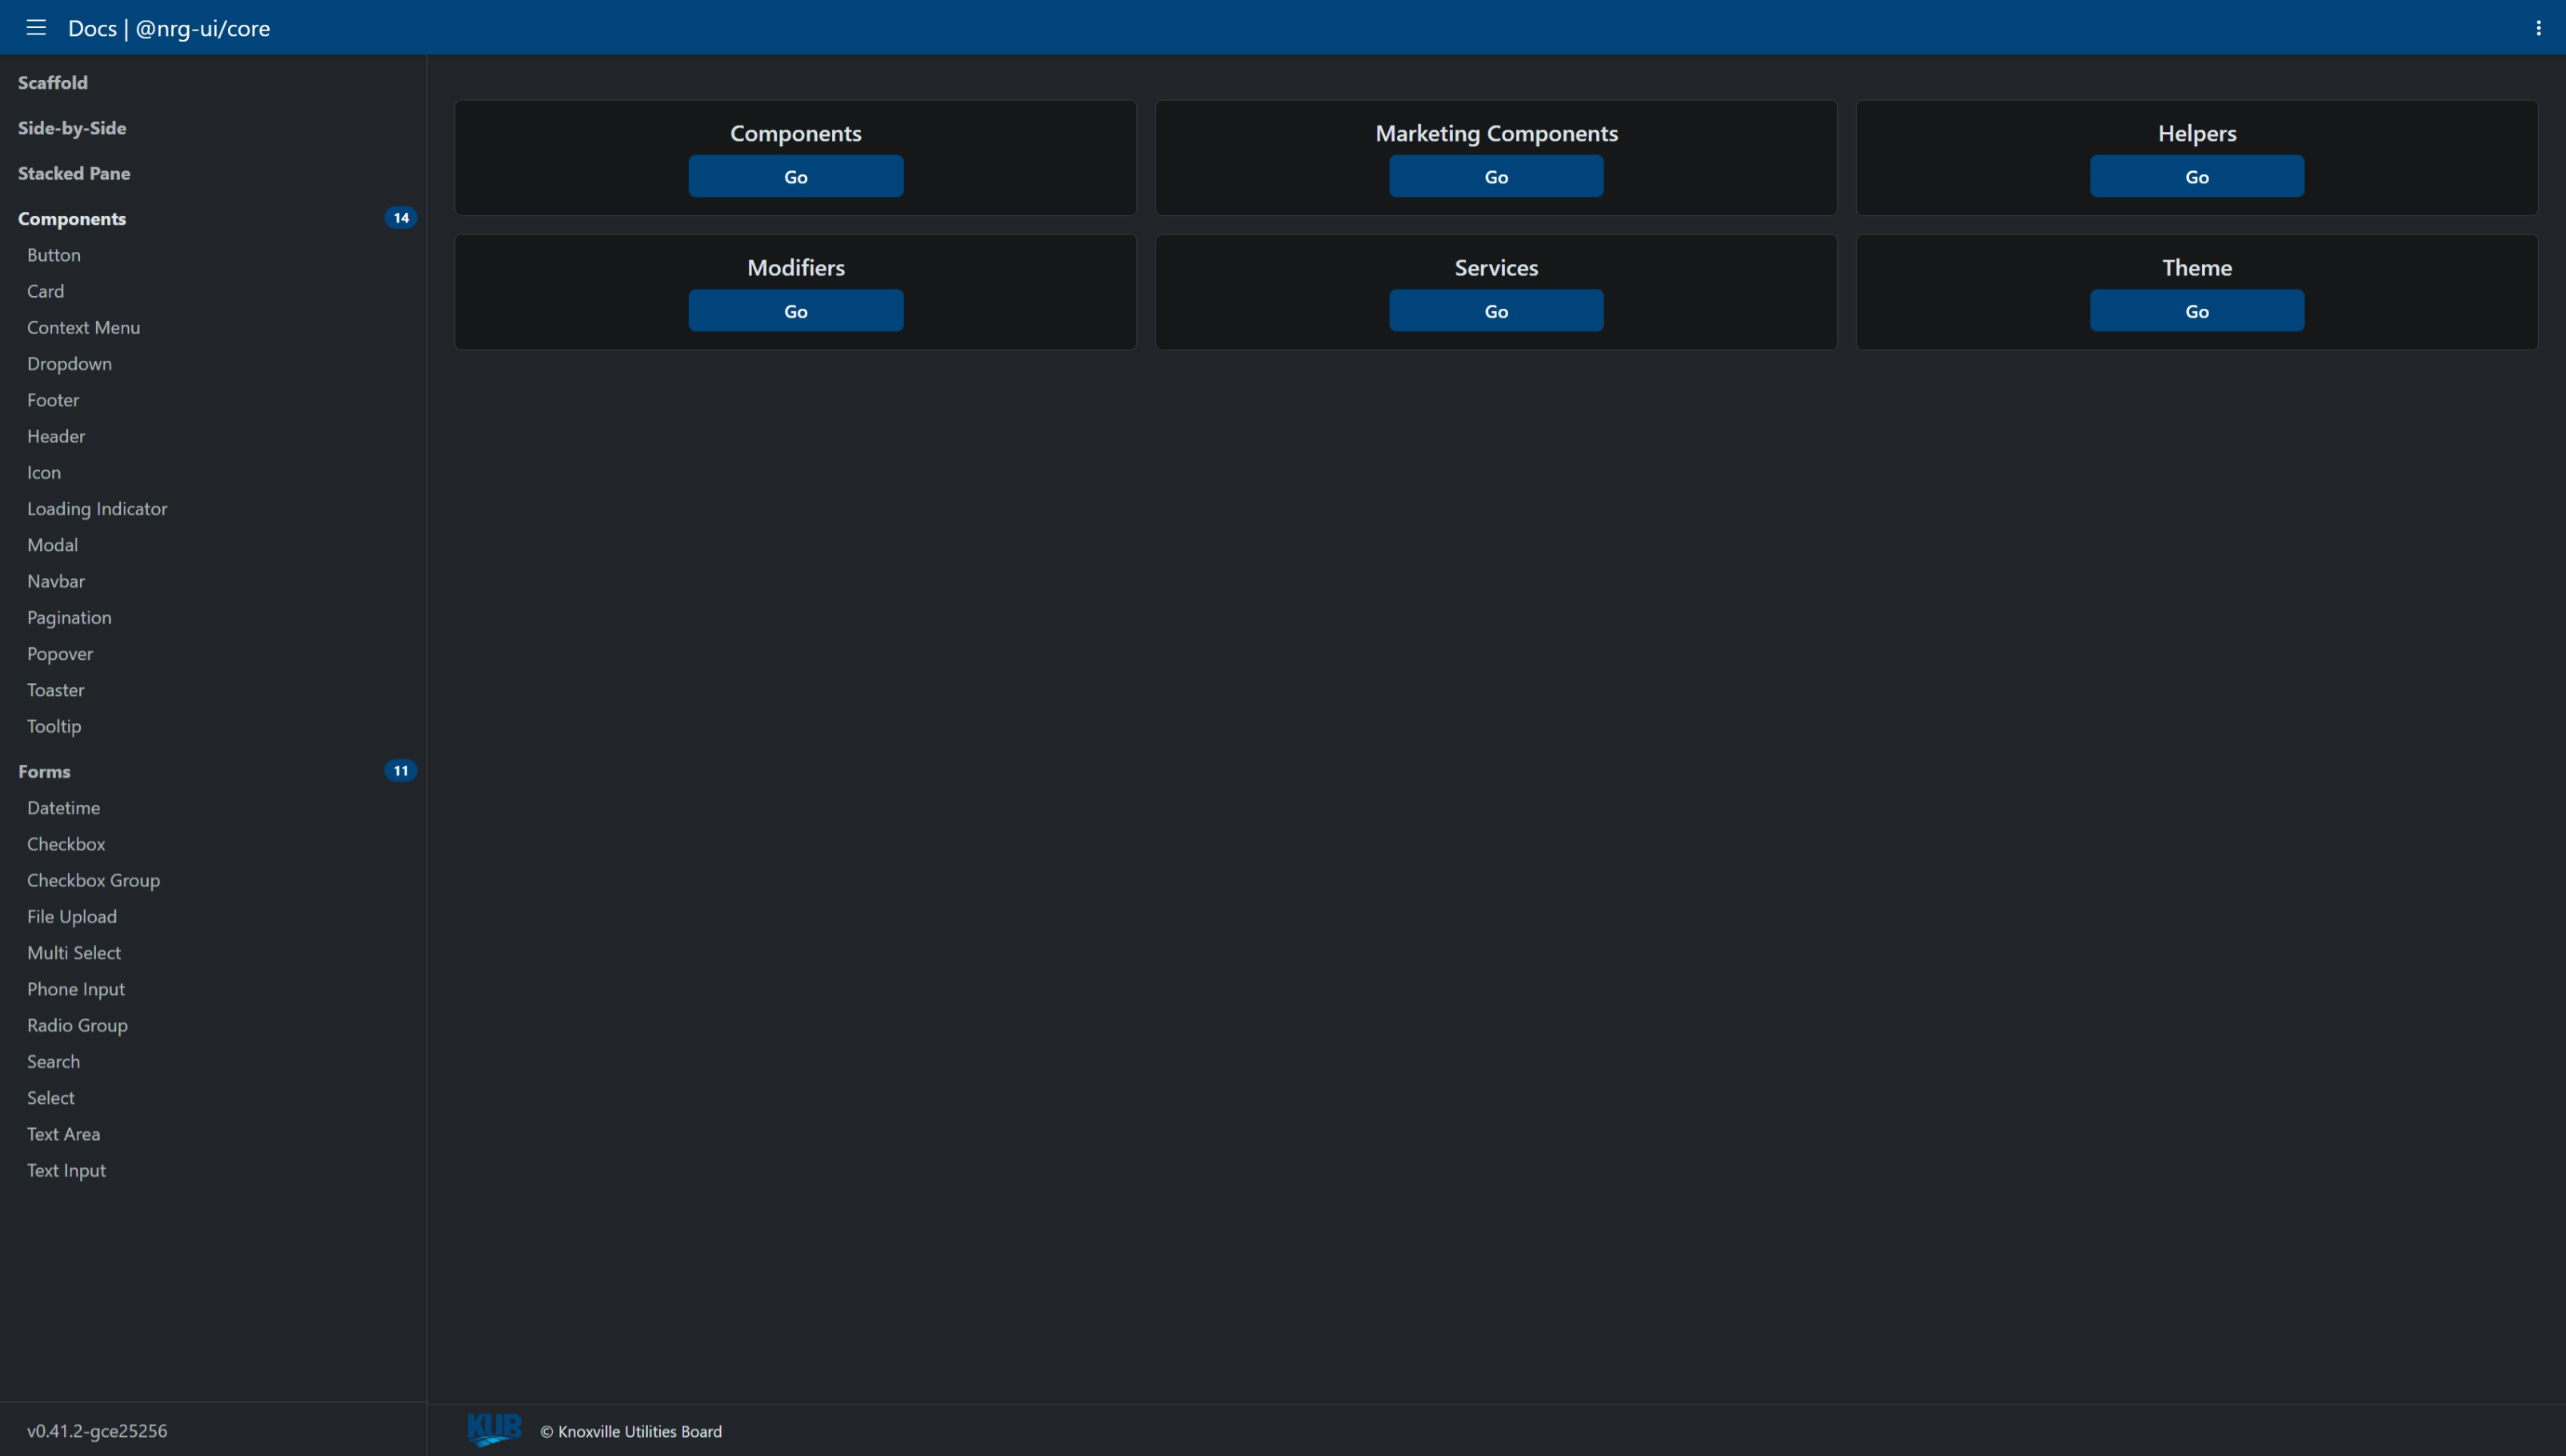 Docs | @nrg-ui/core
Scaffold
Side-by-Side
Stacked Pane
Components 14
Button
Card
Context Menu
Dropdown
Footer
Header
Icon
Loading Indicator
Modal
Navbar
Pagination
Popover
Toaster
Tooltip
Forms 11
Datetime
Checkbox
Checkbox Group
File Upload
Multi Select
Phone Input
Radio Group
Search
Select
Text Area
Text Input
v0.41.2-gce25256
Components
Go
Marketing Components
Go
Helpers
Go
Modifiers
Go
Services
Go
Theme
Go
KUB
© Knoxville Utilities Board